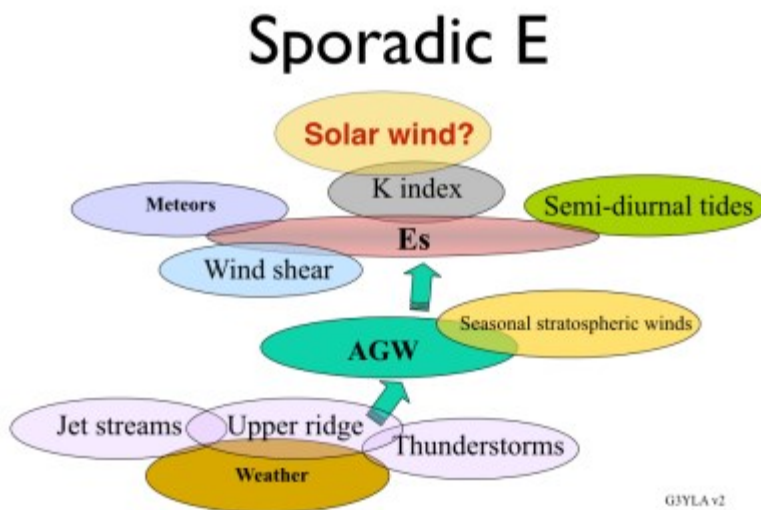 Sporadic E
Solar wind?
K index
Meteors
Semi-diurnal tides
Es
Wind shear
Seasonal stratospheric winds
AGW
Jet streams
Upper ridge
Thunderstorms
Weather
G3YLA v2